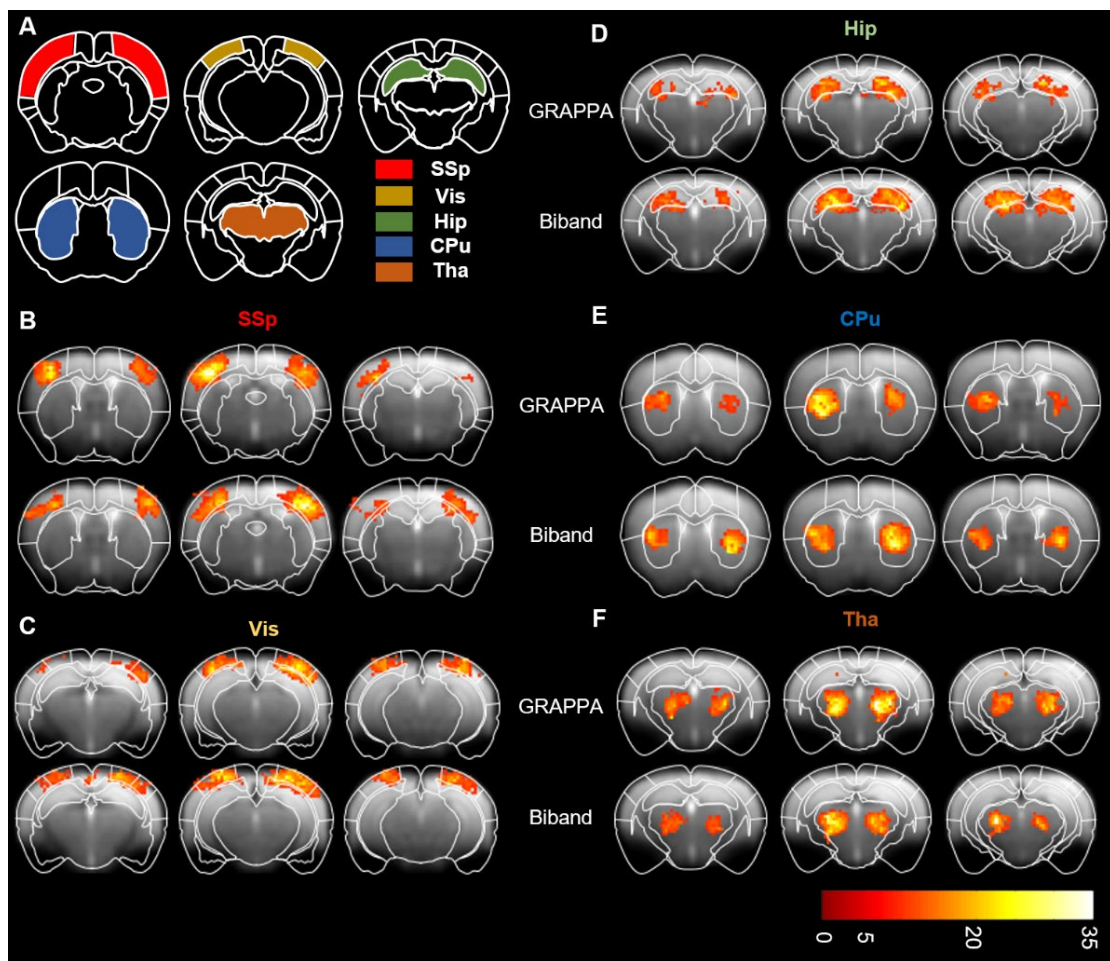 A
SSp
Vis
Hip
CPu
Tha
B
SSp
C
Vis
D
Hip
GRAPPA
Biband
E
CPu
GRAPPA
Biband
F
Tha
GRAPPA
Biband
0 5 20 35